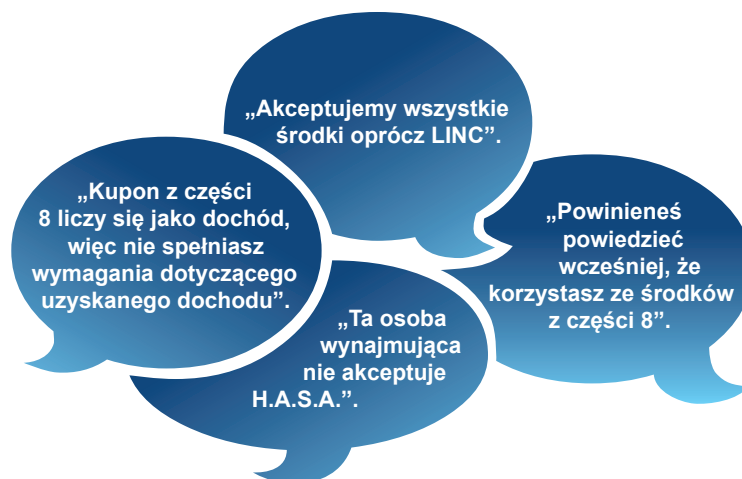 „Akceptujemy wszystkie
środki oprócz LINC”.
„Kupon z części
8 liczy się jako dochód,
więc nie spełniasz
wymagania dotyczącego
uzyskanego dochodu”.
„Powinieneś
powiedzieć
wcześniej, że
korzystasz ze środków
z części 8”.
„Ta osoba
wynajmująca
nie akceptuje
H.A.S.A.”.